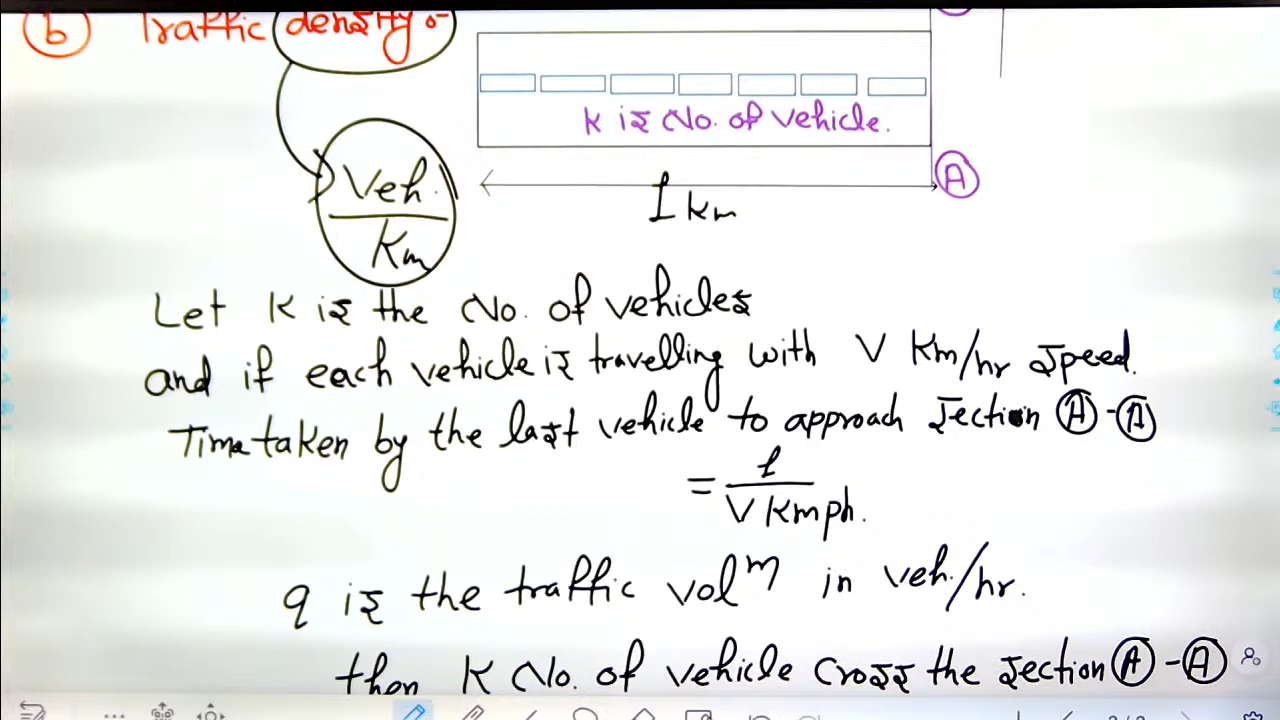 (b) Traffic density :-
K is No. of vehicle.
A
Veh.
Km
1 Km
Let K is the No. of vehicles
and if each vehicle is travelling with V Km/hr speed.
Time taken by the last vehicle to approach section A - A
= 1
V Kmph.
q is the traffic volm in veh./hr.
then K No. of vehicle cross the section A - A